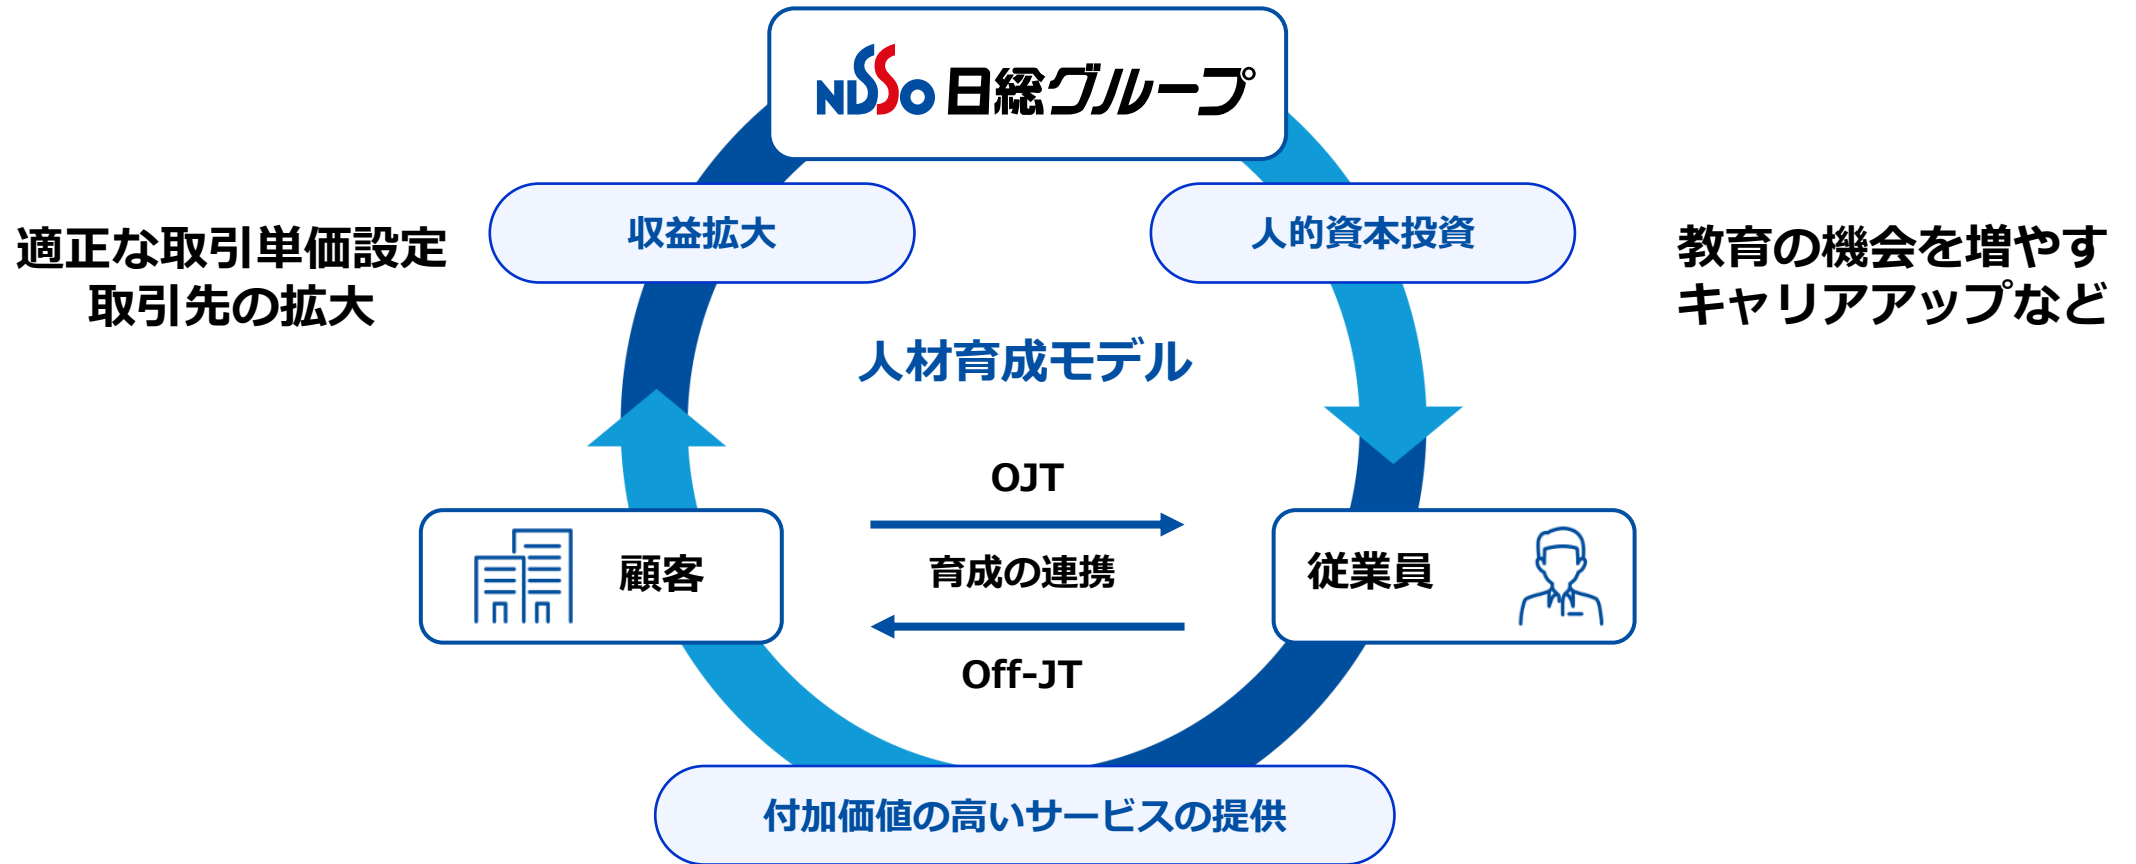 NISSO 日総グループ
収益拡大
人的資本投資
適正な取引単価設定
取引先の拡大
教育の機会を増やす
キャリアアップなど
人材育成モデル
OJT
顧客
育成の連携
従業員
Off-JT
付加価値の高いサービスの提供